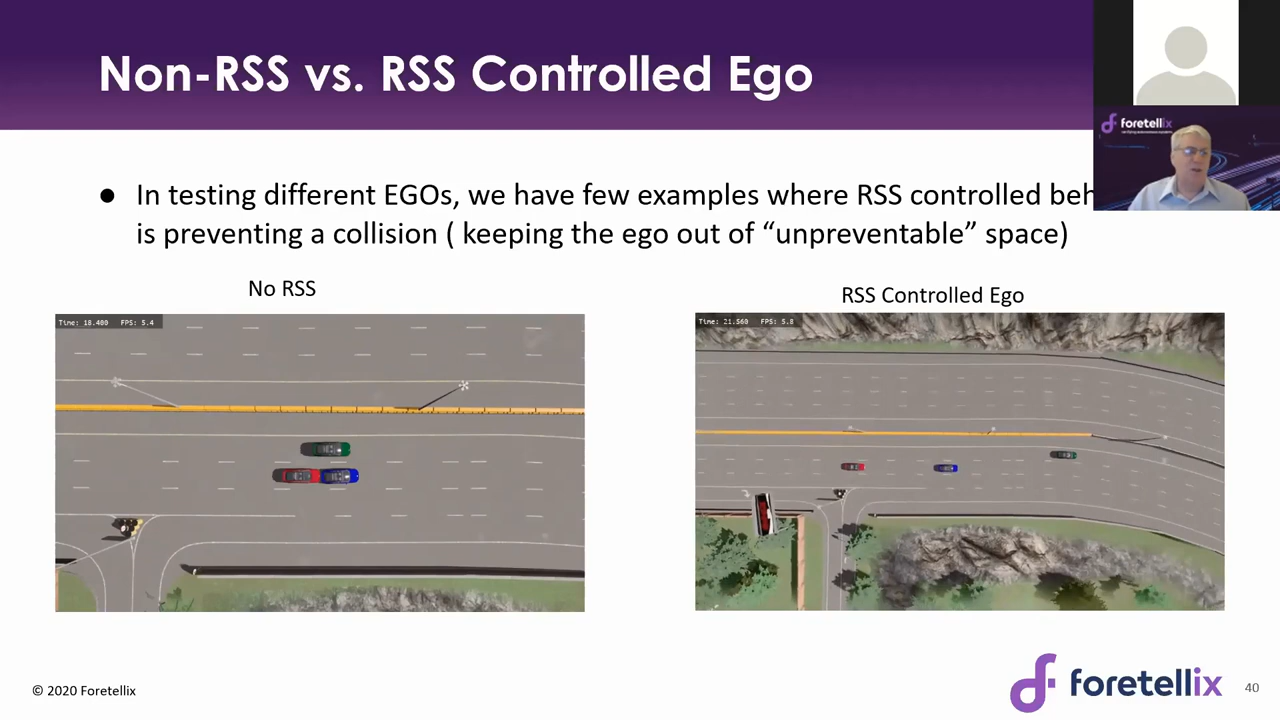 Non-RSS vs. RSS Controlled Ego
foretellix
● In testing different EGOs, we have few examples where RSS controlled beh
is preventing a collision ( keeping the ego out of “unpreventable” space)
No RSS
RSS Controlled Ego
Time: 18.400 FPS: 5.4
Time: 21.560 FPS: 5.8
© 2020 Foretellix
foretellix
40